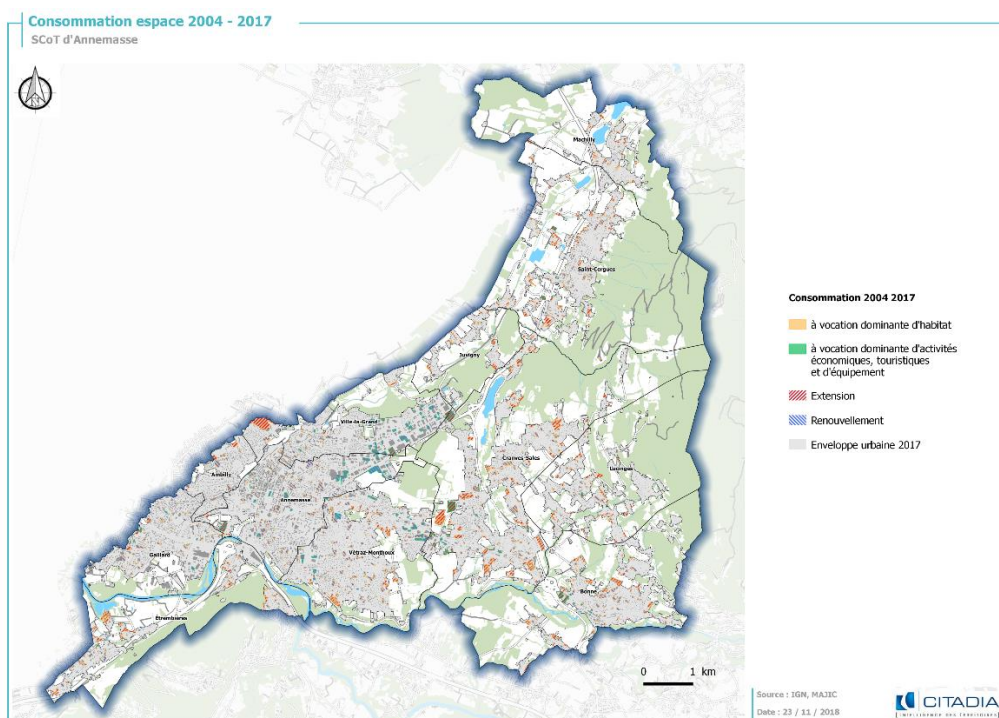 Consommation espace 2004 - 2017
SCoT d'Annemasse
Machilly
Saint-Cergues
Juvigny
Ville-la-Grand
Cranves-Sales
Lucinges
Ambilly
Annemasse
Vétraz-Monthoux
Gaillard
Bonne
Etrembières
0 1 km
Consommation 2004 2017
à vocation dominante d'habitat
à vocation dominante d'activités
économiques, touristiques
et d'équipement
Extension
Renouvellement
Enveloppe urbaine 2017
Source : IGN, MAJIC
Date : 23 / 11 / 2018
CITADIA